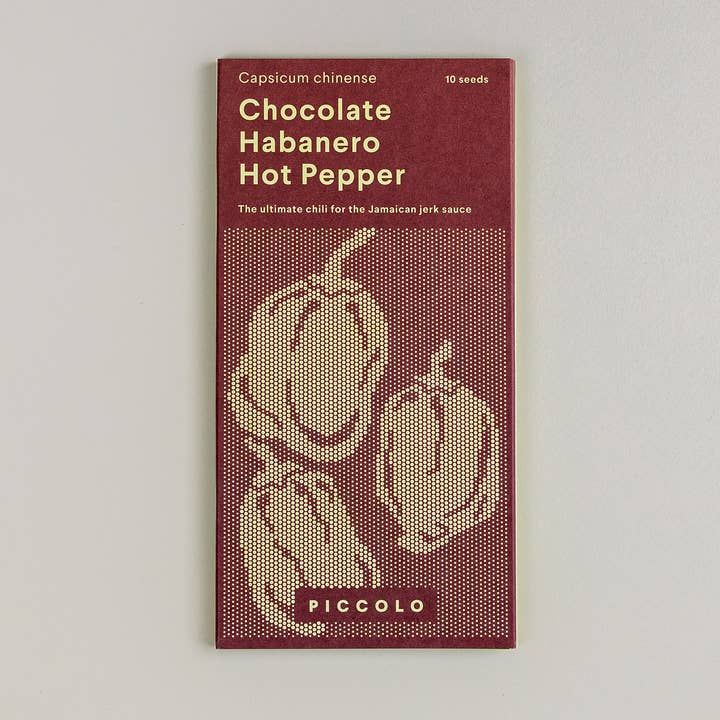 Capsicum chinense
10 seeds
Chocolate
Habanero
Hot Pepper
The ultimate chili for the Jamaican jerk sauce
PICCOLO